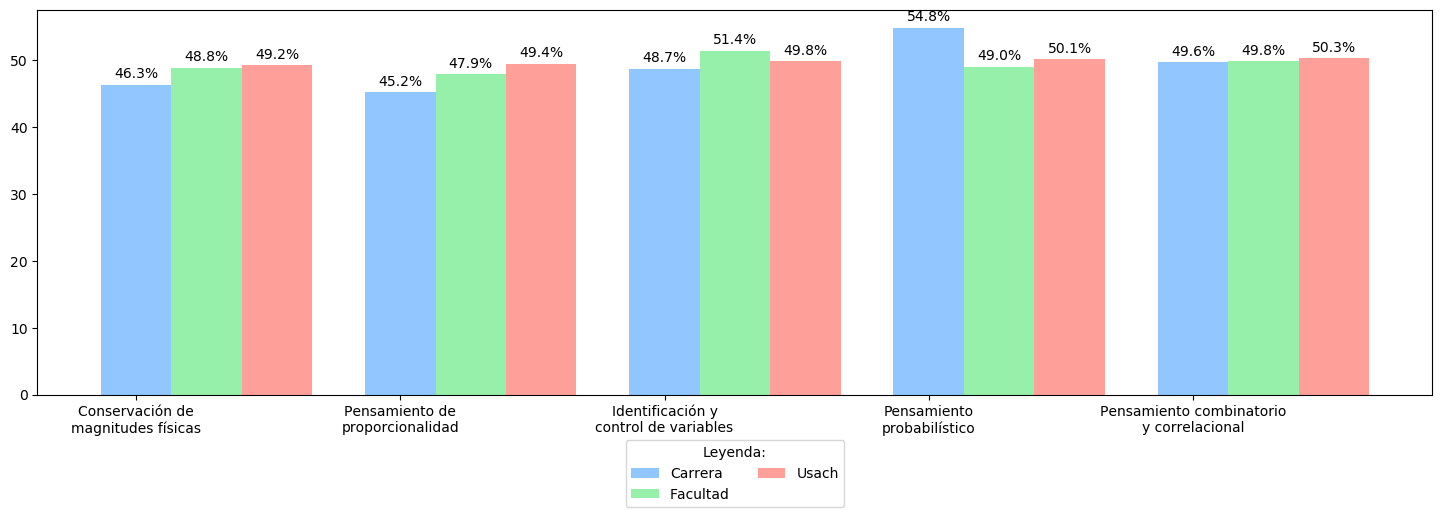 54.8%
51.4%
50.1%
50.3%
49.8%
49.6%
49.8%
49.2%
49.4%
49.0%
48.8%
48.7%
47.9%
46.3%
45.2%
50
40
30
20
10
0
Conservación de
magnitudes físicas
Pensamiento de
proporcionalidad
Identificación y
control de variables
Pensamiento
probabilístico
Pensamiento combinatorio
y correlacional
Leyenda:
Carrera
Facultad
Usach